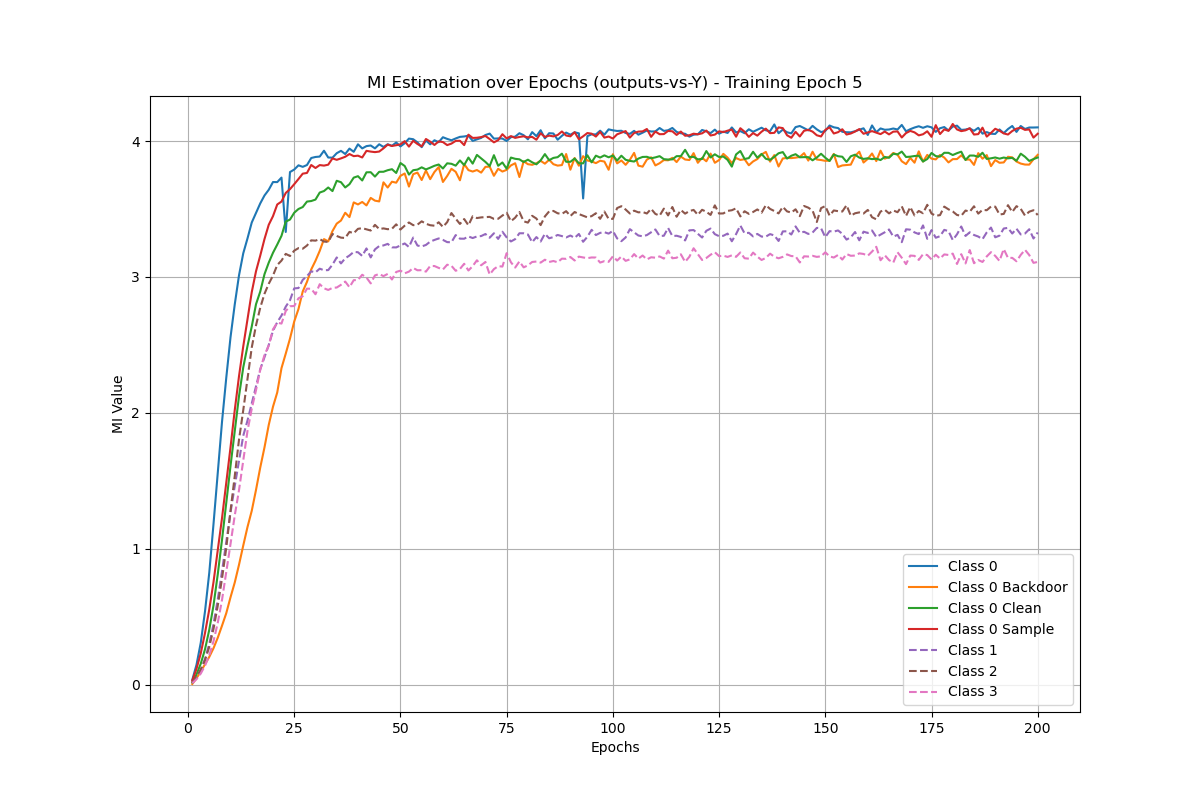 MI Estimation over Epochs (outputs-vs-Y) - Training Epoch 5
MI Value
4
3
2
1
0
0 25 50 75 100 125 150 175 200
Epochs
Class 0
Class 0 Backdoor
Class 0 Clean
Class 0 Sample
Class 1
Class 2
Class 3